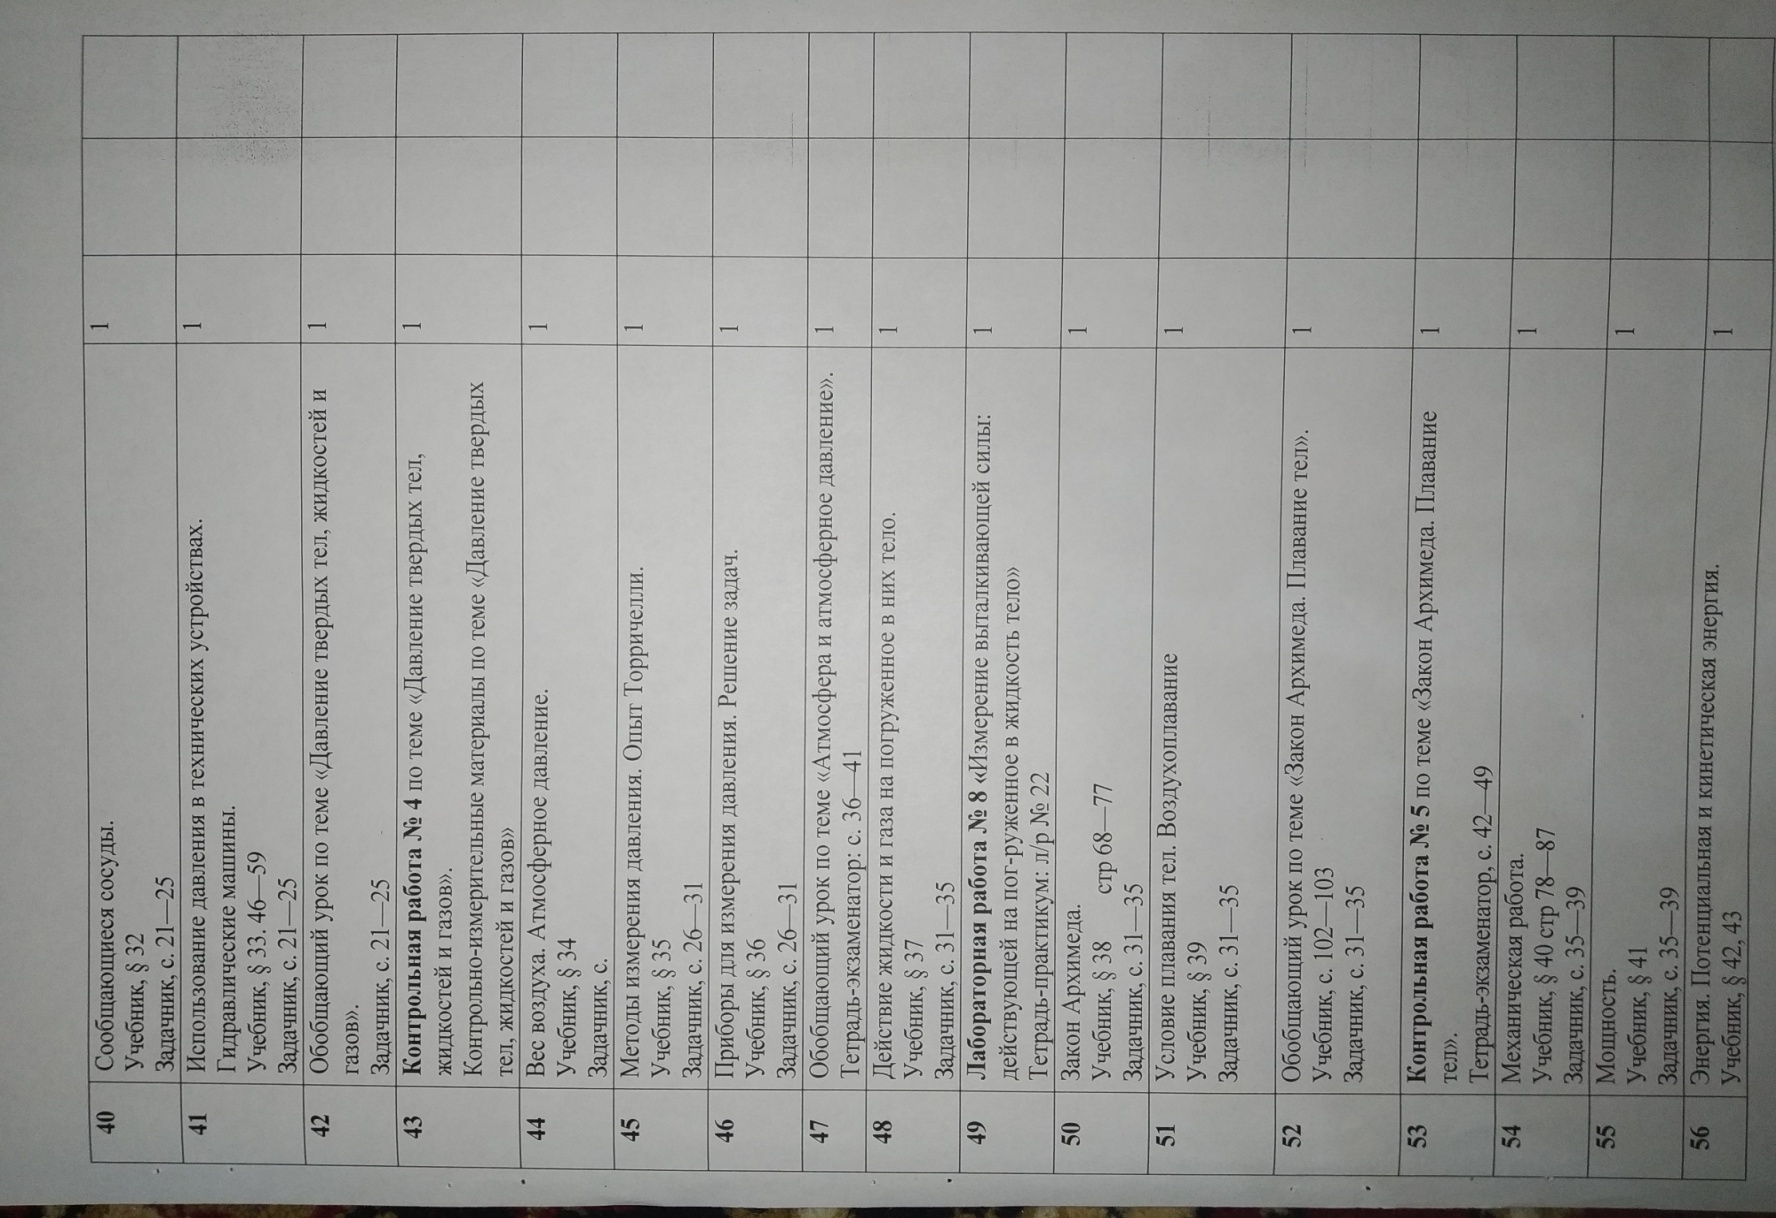 40 Сообщающиеся сосуды. 1
Учебник, § 32
Задачник, с. 21—25
41 Использование давления в технических устройствах. 1
Гидравлические машины.
Учебник, § 33. 46—59
Задачник, с. 21—25
42 Обобщающий урок по теме «Давление твердых тел, жидкостей и 1
газов».
Задачник, с. 21—25
43 Контрольная работа № 4 по теме «Давление твердых тел, 1
жидкостей и газов».
Контрольно-измерительные материалы по теме «Давление твердых
тел, жидкостей и газов»
44 Вес воздуха. Атмосферное давление. 1
Учебник, § 34
Задачник, с.
45 Методы измерения давления. Опыт Торричелли. 1
Учебник, § 35
Задачник, с. 26—31
46 Приборы для измерения давления. Решение задач. 1
Учебник, § 36
Задачник, с. 26—31
47 Обобщающий урок по теме «Атмосфера и атмосферное давление». 1
Тетрадь-экзаменатор: с. 36—41
48 Действие жидкости и газа на погруженное в них тело. 1
Учебник, § 37
Задачник, с. 31—35
49 Лабораторная работа № 8 «Измерение выталкивающей силы: 1
действующей на пог-руженное в жидкость тело»
Тетрадь-практикум: л/р № 22
50 Закон Архимеда. 1
Учебник, § 38 стр 68—77
Задачник, с. 31—35
51 Условие плавания тел. Воздухоплавание 1
Учебник, § 39
Задачник, с. 31—35
52 Обобщающий урок по теме «Закон Архимеда. Плавание тел». 1
Учебник, с. 102—103
Задачник, с. 31—35
53 Контрольная работа № 5 по теме «Закон Архимеда. Плавание 1
тел».
Тетрадь-экзаменатор, с. 42—49
54 Механическая работа. 1
Учебник, § 40 стр 78—87
Задачник, с. 35—39
55 Мощность. 1
Учебник, § 41
Задачник, с. 35—39
56 Энергия. Потенциальная и кинетическая энергия. 1
Учебник, § 42, 43